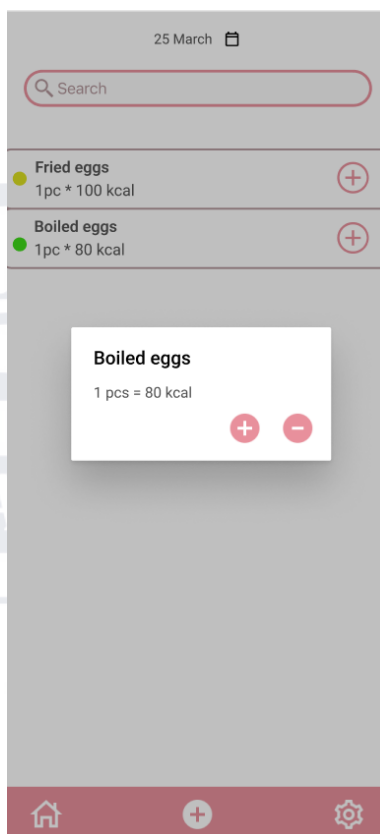 25 March
Search
Fried eggs
1pc * 100 kcal
Boiled eggs
1pc * 80 kcal
Boiled eggs
1 pcs = 80 kcal